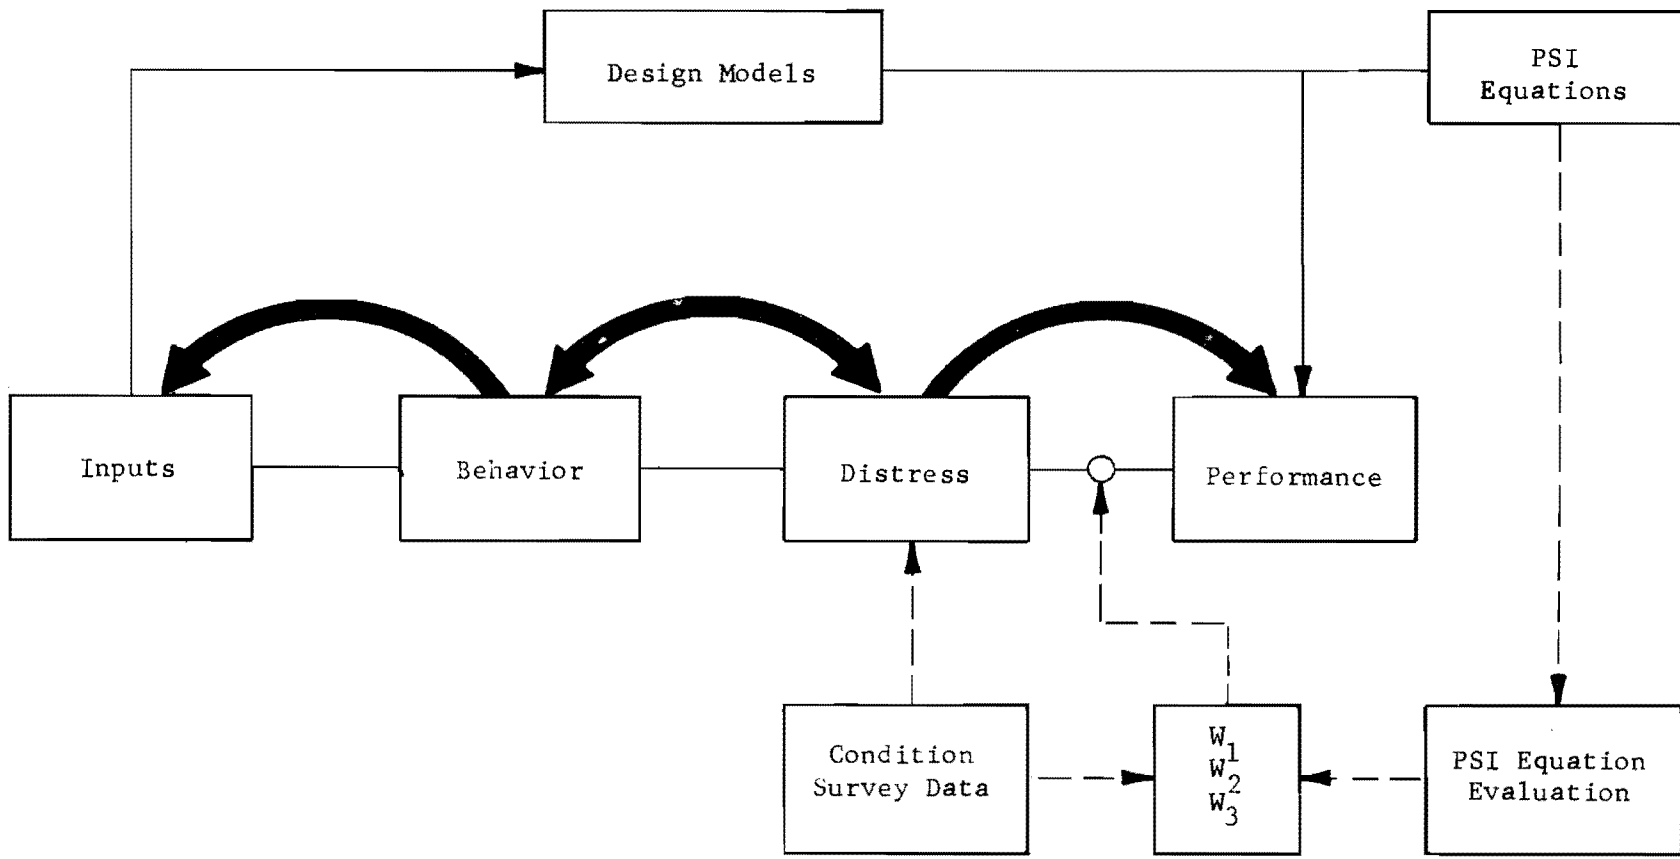 Design Models
PSI
Equations
Inputs
Behavior
Distress
Performance
Condition
Survey Data
W1
W2
W3
PSI Equation
Evaluation